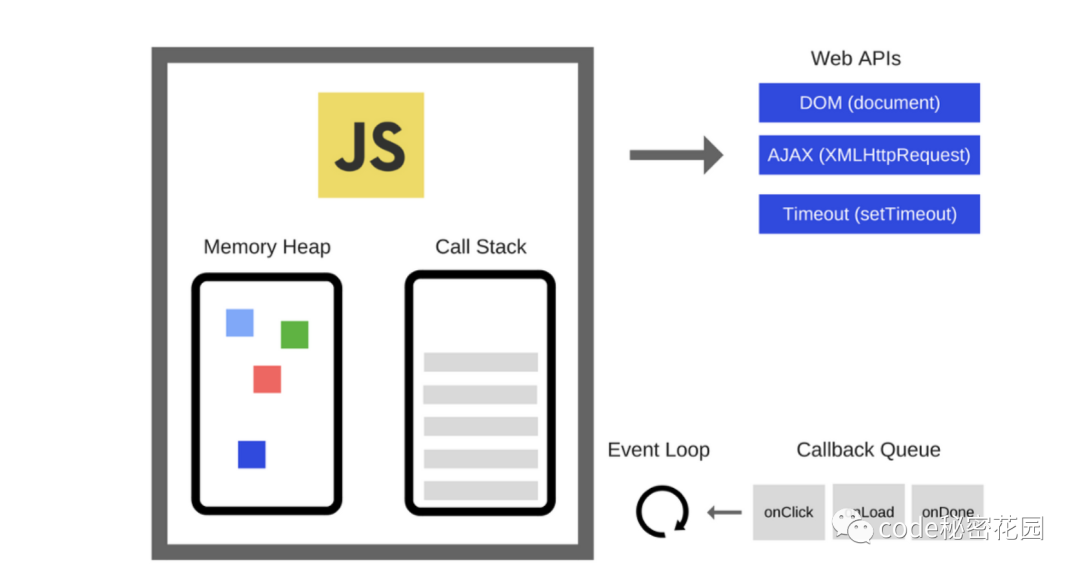 JS
Memory Heap
Call Stack
Web APIs
DOM (document)
AJAX (XMLHttpRequest)
Timeout (setTimeout)
Event Loop
Callback Queue
onClick
onLoad
onDone
code秘密花园